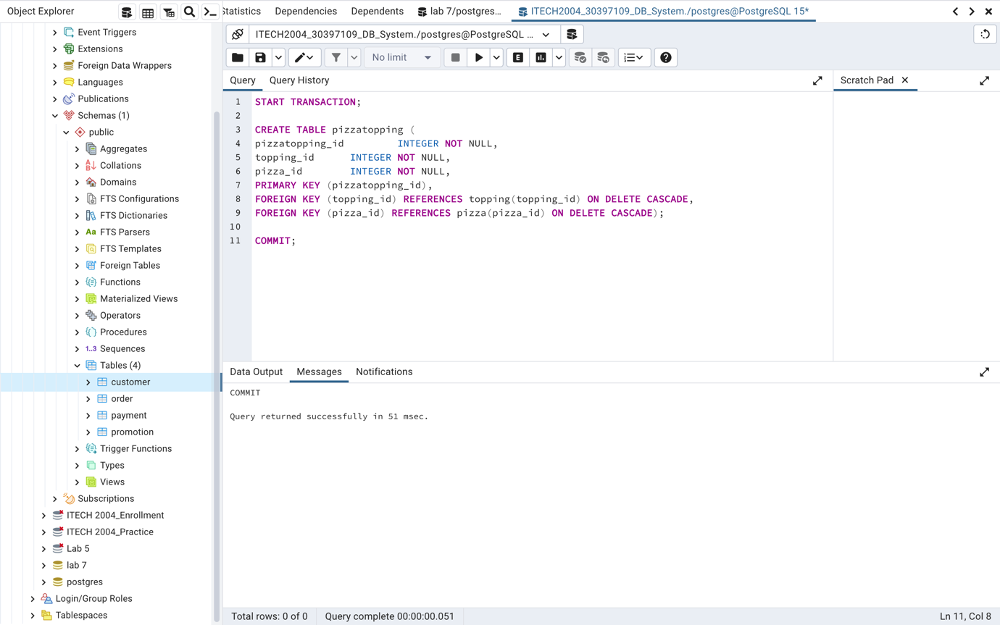 Object Explorer
Statistics
Dependencies
Dependents
lab 7/postgres...
ITECH2004_30397109_DB_System./postgres@PostgreSQL 15*
Event Triggers
Extensions
Foreign Data Wrappers
Languages
Publications
Schemas (1)
public
Aggregates
Collations
Domains
FTS Configurations
FTS Dictionaries
Aa FTS Parsers
FTS Templates
Foreign Tables
Functions
Materialized Views
Operators
Procedures
1..3 Sequences
Tables (4)
customer
order
payment
promotion
Trigger Functions
Types
Views
Subscriptions
ITECH 2004_Enrollment
ITECH 2004_Practice
Lab 5
lab 7
postgres
Login/Group Roles
Tablespaces
ITECH2004_30397109_DB_System./postgres@PostgreSQL ...
No limit
E
Query
Query History
Scratch Pad
1 START TRANSACTION;
2
3 CREATE TABLE pizzatopping (
4 pizzatopping_id INTEGER NOT NULL,
5 topping_id INTEGER NOT NULL,
6 pizza_id INTEGER NOT NULL,
7 PRIMARY KEY (pizzatopping_id),
8 FOREIGN KEY (topping_id) REFERENCES topping(topping_id) ON DELETE CASCADE,
9 FOREIGN KEY (pizza_id) REFERENCES pizza(pizza_id) ON DELETE CASCADE);
10
11 COMMIT;
Data Output
Messages
Notifications
COMMIT
Query returned successfully in 51 msec.
Total rows: 0 of 0
Query complete 00:00:00.051
Ln 11, Col 8